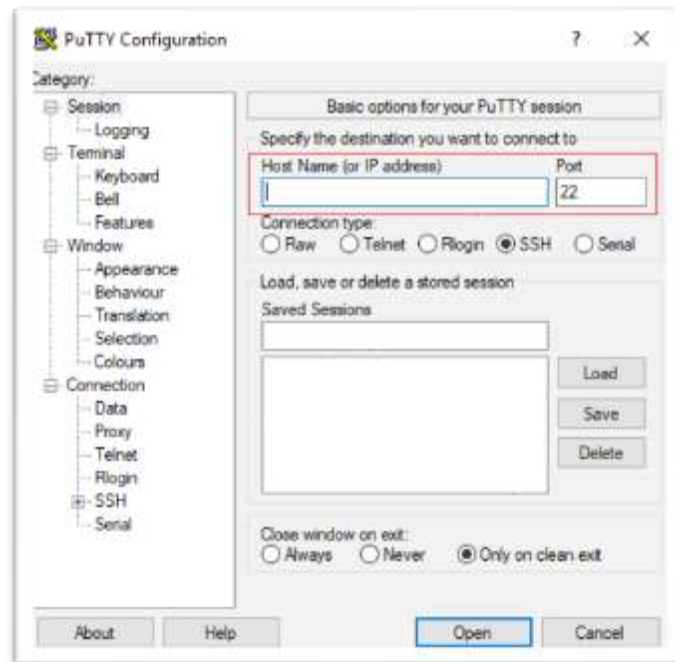 PuTTY Configuration
?
Category:
Session
Logging
Terminal
Keyboard
Bell
Features
Window
Appearance
Behaviour
Translation
Selection
Colours
Connection
Data
Proxy
Telnet
Rlogin
SSH
Serial
Basic options for your PuTTY session
Specify the destination you want to connect to
Host Name (or IP address) Port
22
Connection type:
Raw Telnet Rlogin SSH Serial
Load, save or delete a stored session
Saved Sessions
Load
Save
Delete
Close window on exit:
Always Never Only on clean exit
About Help Open Cancel